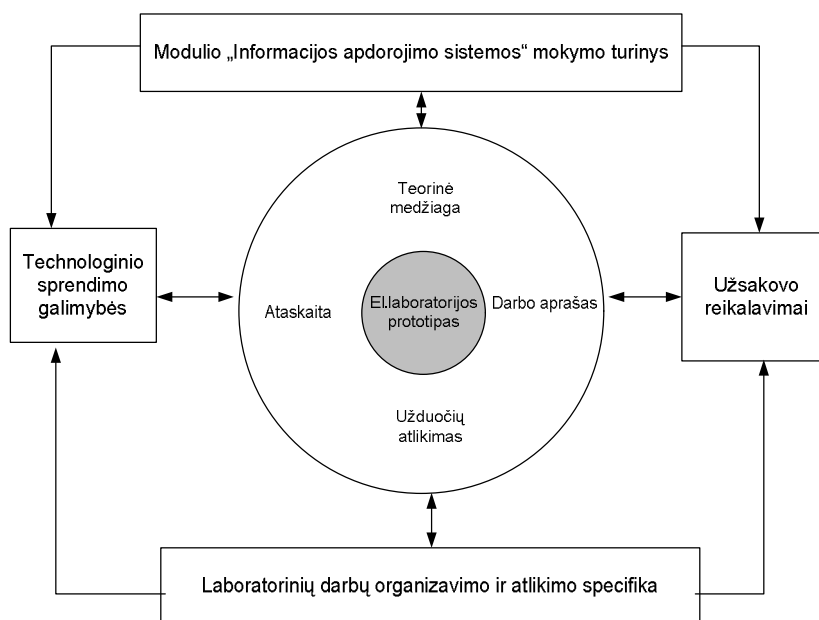 Modulio „Informacijos apdorojimo sistemos“ mokymo turinys
Teorinė
medžiaga
Technologinio
sprendimo
galimybės
Ataskaita
El.laboratorijos
prototipas
Darbo aprašas
Užsakovo
reikalavimai
Užduočių
atlikimas
Laboratorinių darbų organizavimo ir atlikimo specifika